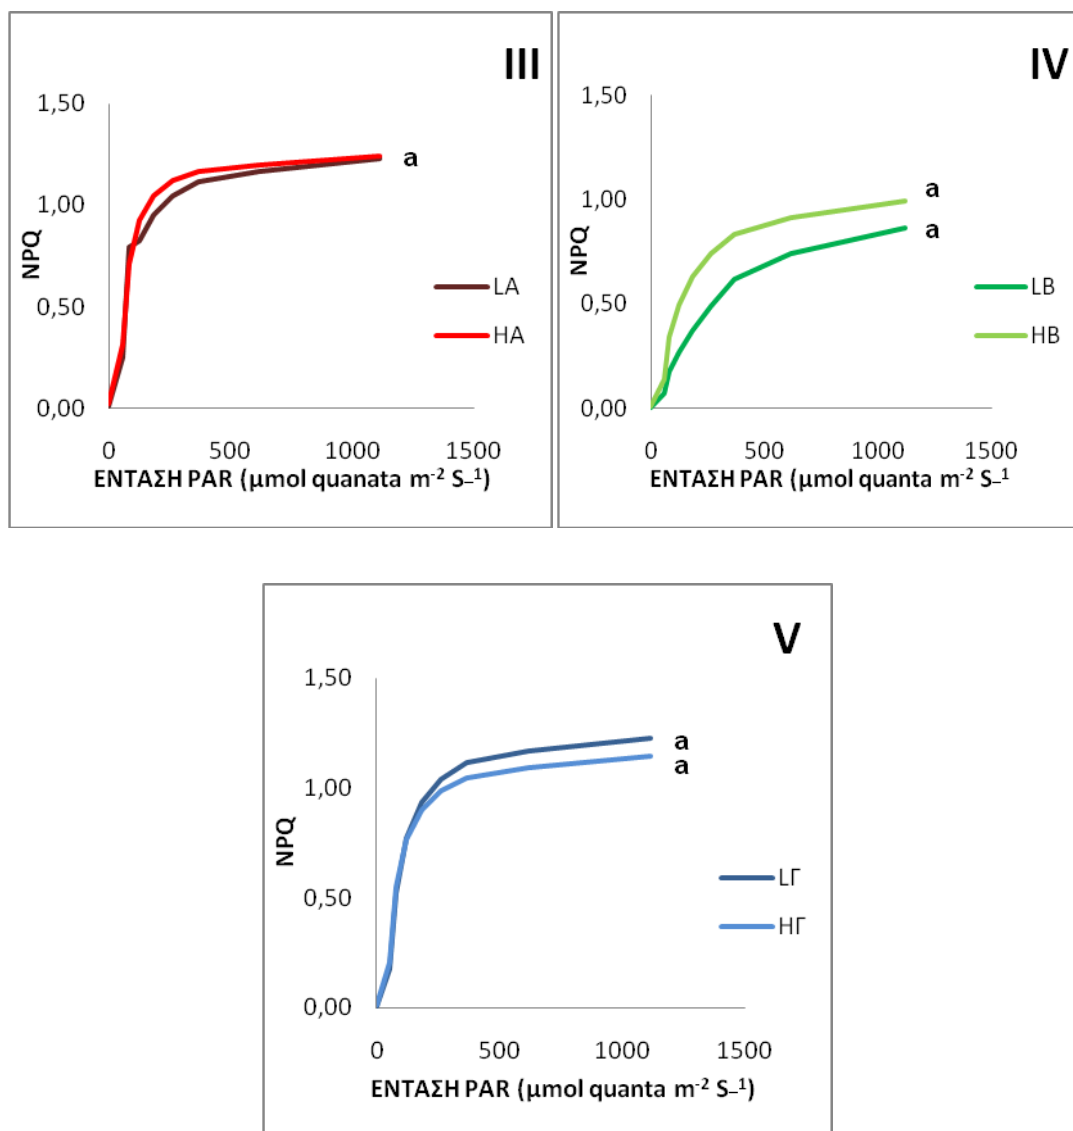 III
1,50
1,00
0,50
0,00
NPQ
a
LA
HA
0 500 1000 1500
ΕΝΤΑΣΗ PAR (μmol quanata m⁻² S–¹)
IV
1,50
1,00
0,50
0,00
NPQ
a
a
LB
HB
0 500 1000 1500
ΕΝΤΑΣΗ PAR (μmol quanta m⁻² S–¹
V
1,50
1,00
0,50
0,00
NPQ
a
a
LΓ
HΓ
0 500 1000 1500
ΕΝΤΑΣΗ PAR (μmol quanta m⁻² S–¹)